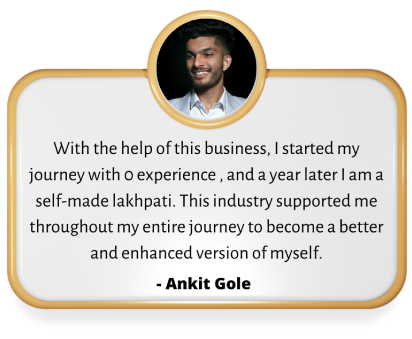 With the help of this business, I started my
journey with 0 experience , and a year later I am a
self-made lakhpati. This industry supported me
throughout my entire journey to become a better
and enhanced version of myself.
- Ankit Gole